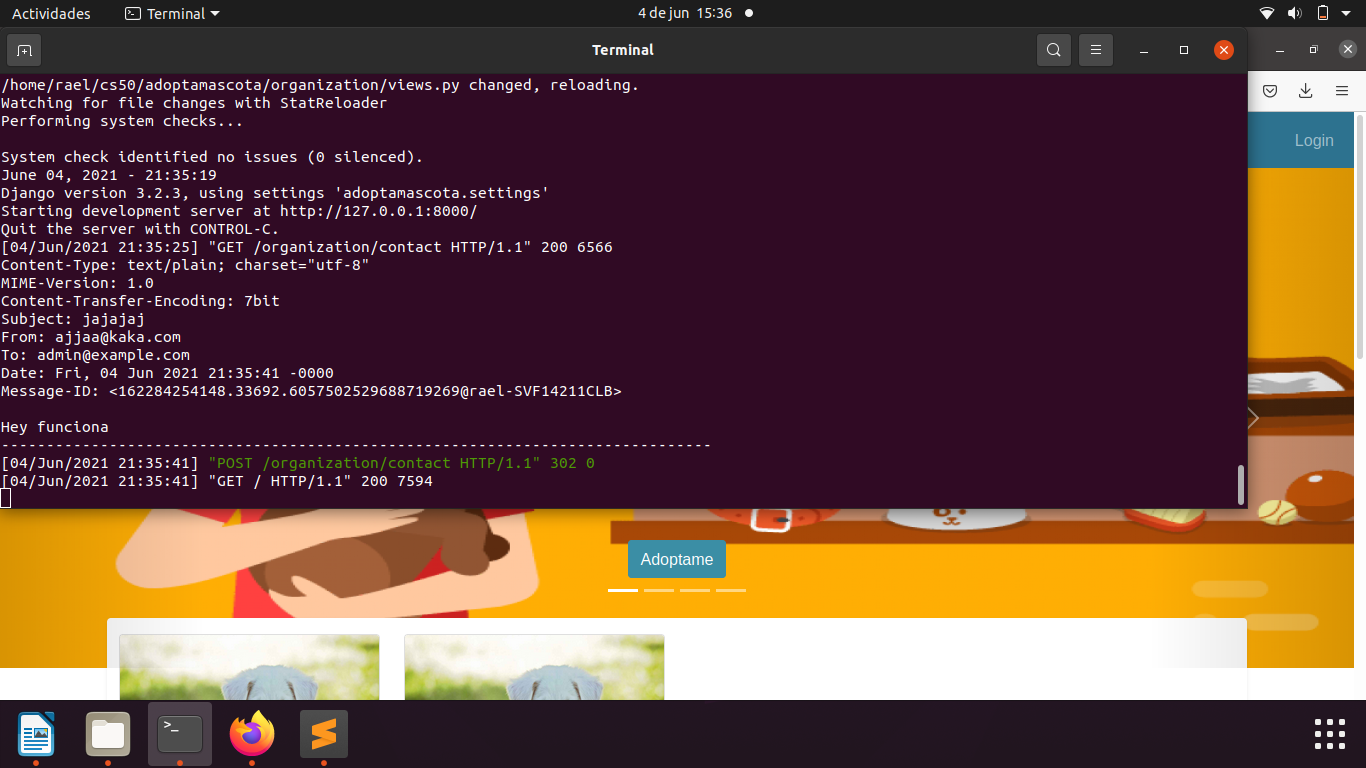 Actividades
Terminal
4 de jun 15:36
Terminal
/home/rael/cs50/adoptamascota/organization/views.py changed, reloading.
Watching for file changes with StatReloader
Performing system checks...
System check identified no issues (0 silenced).
June 04, 2021 - 21:35:19
Django version 3.2.3, using settings 'adoptamascota.settings'
Starting development server at http://127.0.0.1:8000/
Quit the server with CONTROL-C.
[04/Jun/2021 21:35:25] "GET /organization/contact HTTP/1.1" 200 6566
Content-Type: text/plain; charset="utf-8"
MIME-Version: 1.0
Content-Transfer-Encoding: 7bit
Subject: jajajaj
From: ajjaa@kaka.com
To: admin@example.com
Date: Fri, 04 Jun 2021 21:35:41 -0000
Message-ID: <162284254148.33692.6057502529688719269@rael-SVF14211CLB>
Hey funciona
-------------------------------------------------------------------------------
[04/Jun/2021 21:35:41] "POST /organization/contact HTTP/1.1" 302 0
[04/Jun/2021 21:35:41] "GET / HTTP/1.1" 200 7594
Login
Adoptame
>_